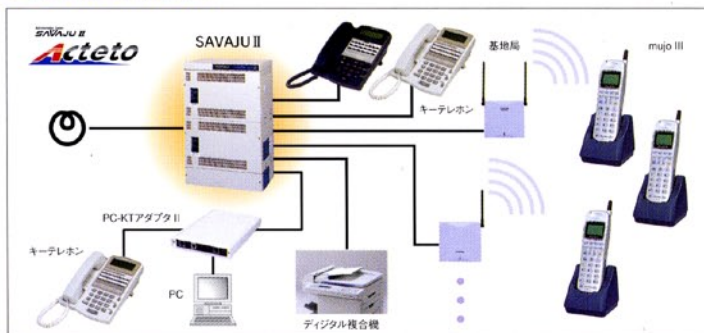 SAVAJU II
Acteto
SAVAJU II
基地局
mujo III
キーテレホン
PC-KTアダプタ II
キーテレホン
PC
ディジタル複合機